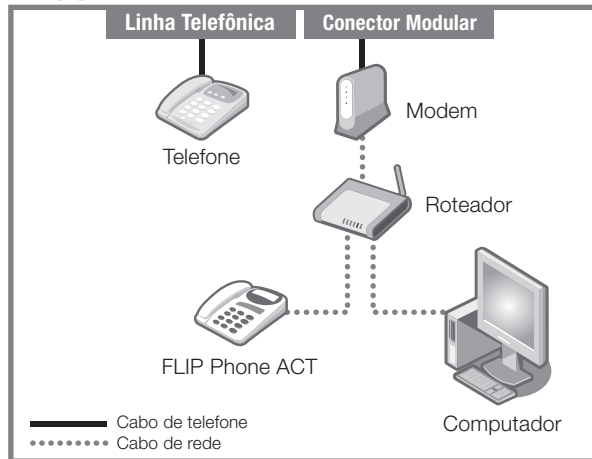 Linha Telefônica
Conector Modular
Telefone
Modem
Roteador
FLIP Phone ACT
Computador
Cabo de telefone
Cabo de rede